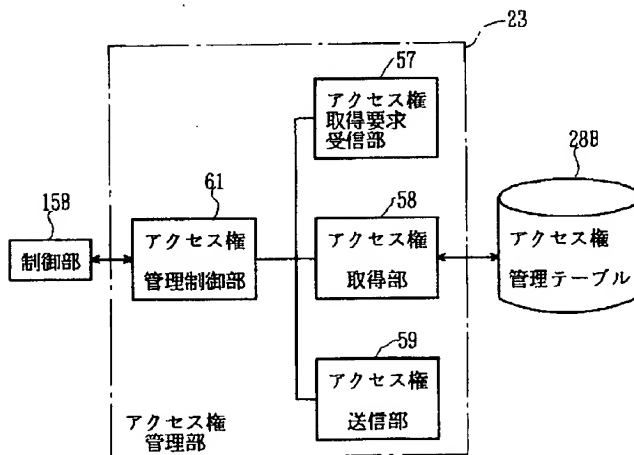 23
57
アクセス権
取得要求
受信部
28B
15B
制御部
61
アクセス権
管理制御部
58
アクセス権
取得部
アクセス権
管理テーブル
59
アクセス権
送信部
アクセス権
管理部